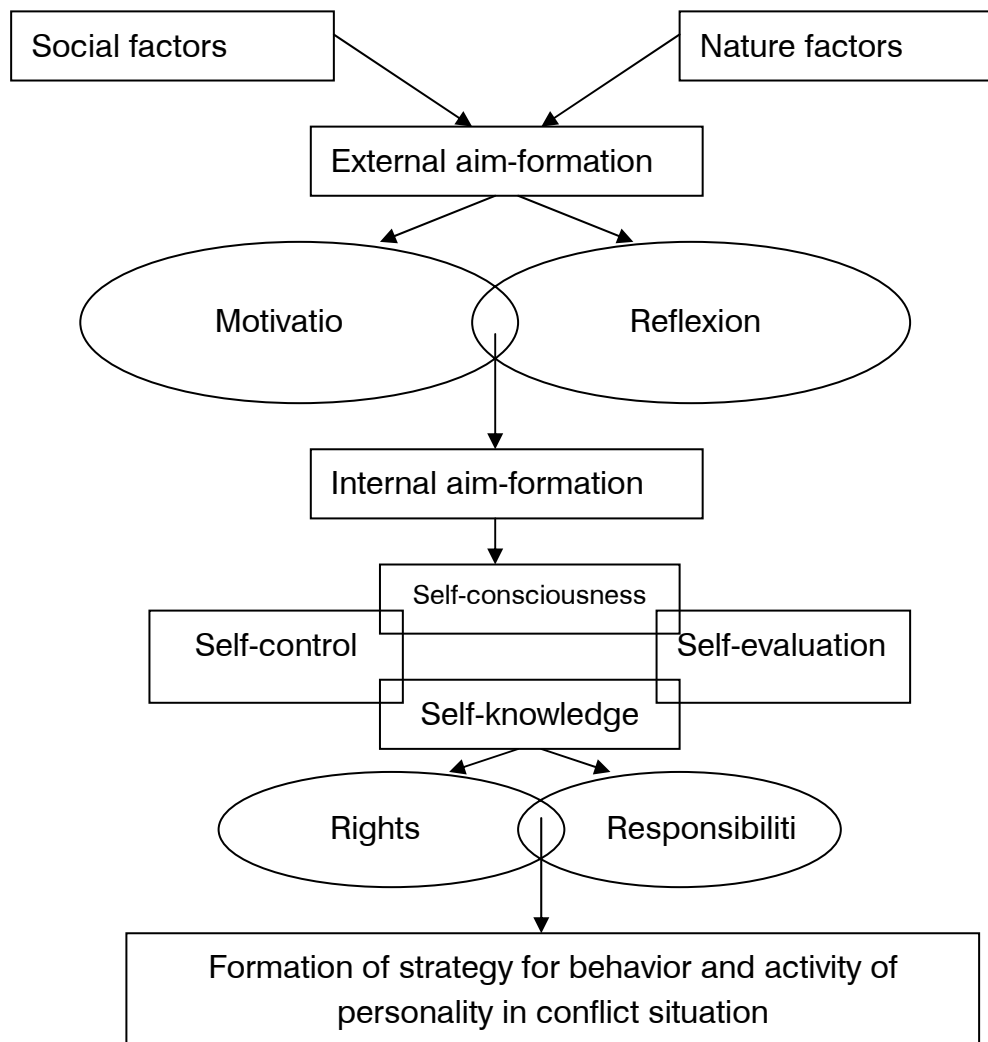 Social factors
Nature factors
External aim-formation
Motivatio
Reflexion
Internal aim-formation
Self-consciousness
Self-control
Self-evaluation
Self-knowledge
Rights
Responsibiliti
Formation of strategy for behavior and activity of
personality in conflict situation